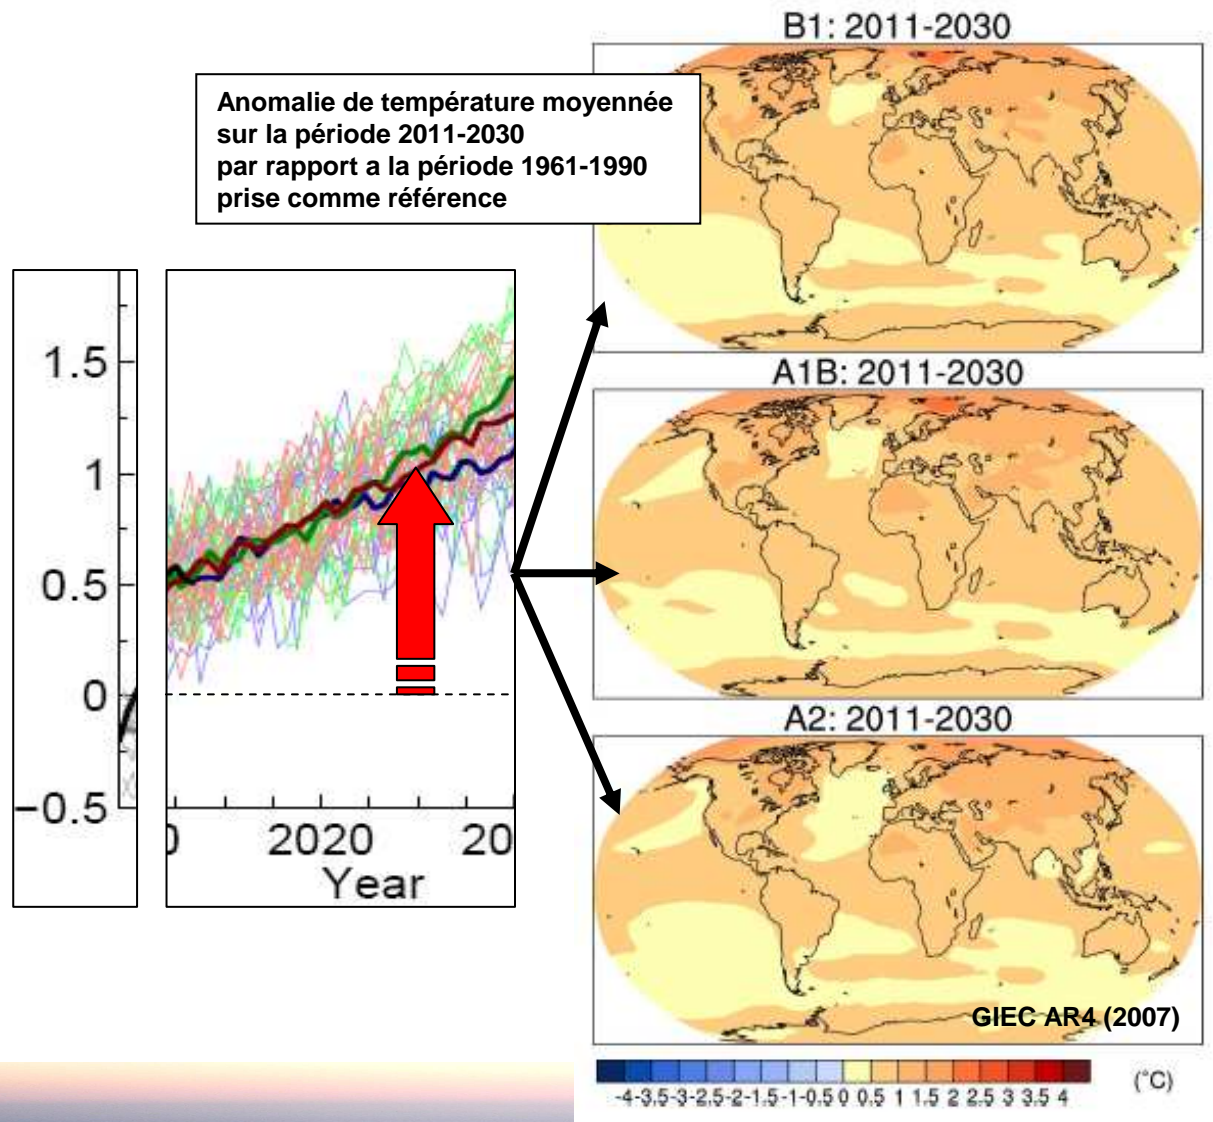 B1: 2011-2030
Anomalie de température moyennée
sur la période 2011-2030
par rapport a la période 1961-1990
prise comme référence
A1B: 2011-2030
1.5
1
0.5
0
-0.5
0 2020 20
Year
A2: 2011-2030
GIEC AR4 (2007)
-4-3.5-3-2.5-2-1.5-1-0.5 0 0.5 1 1.5 2 2.5 3 3.5 4 (°C)